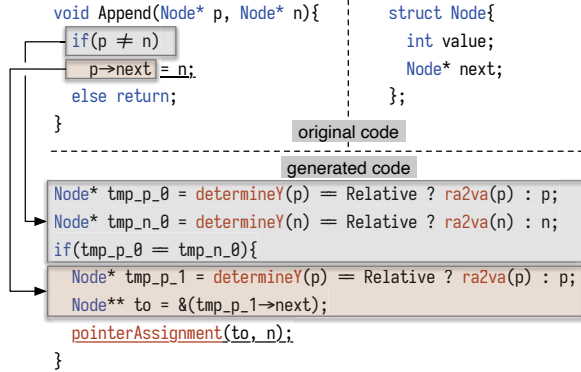 void Append(Node* p, Node* n){
if(p ≠ n)
p→next = n;
else return;
}
struct Node{
int value;
Node* next;
};
original code
generated code
Node* tmp_p_0 = determineY(p) == Relative ? ra2va(p) : p;
Node* tmp_n_0 = determineY(n) == Relative ? ra2va(n) : n;
if(tmp_p_0 == tmp_n_0){
Node* tmp_p_1 = determineY(p) == Relative ? ra2va(p) : p;
Node** to = &(tmp_p_1→next);
pointerAssignment(to, n);
}